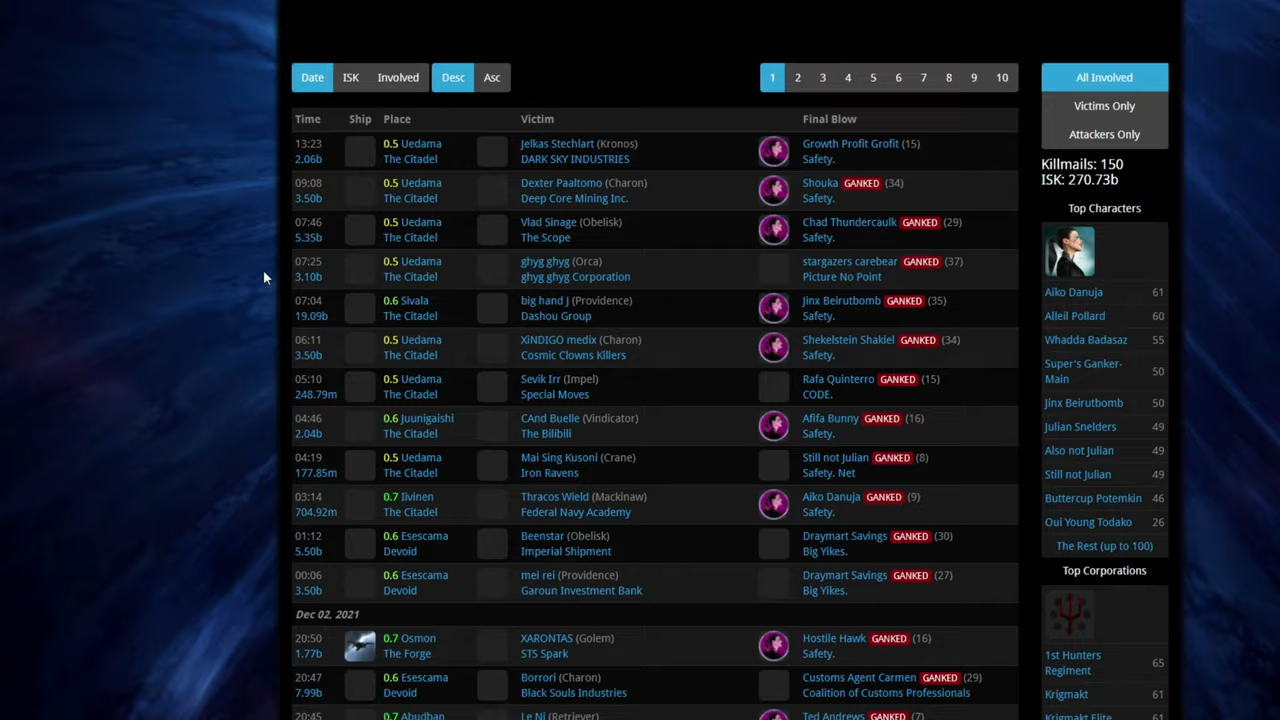 Date ISK Involved Desc Asc 1 2 3 4 5 6 7 8 9 10
Time Ship Place Victim Final Blow
13:23 0.5 Uedama Jelkas Stechlart (Kronos) Growth Profit Grofit (15)
2.06b The Citadel DARK SKY INDUSTRIES Safety.
09:08 0.5 Uedama Dexter Paaltomo (Charon) Shouka GANKED (34)
3.50b The Citadel Deep Core Mining Inc. Safety.
07:46 0.5 Uedama Vlad Sinage (Obelisk) Chad Thundercaulk GANKED (29)
5.35b The Citadel The Scope Safety.
07:25 0.5 Uedama ghyg ghyg (Orca) stargazers carebear GANKED (37)
3.10b The Citadel ghyg ghyg Corporation Picture No Point
07:04 0.6 Sivala big hand J (Providence) Jinx Beirutbomb GANKED (35)
19.09b The Citadel Dashou Group Safety.
06:11 0.5 Uedama XiNDIGO medix (Charon) Shekelstein Shakiel GANKED (34)
3.50b The Citadel Cosmic Clowns Killers Safety.
05:10 0.5 Uedama Sevik Irr (Impel) Rafa Quinterro GANKED (15)
248.79m The Citadel Special Moves CODE.
04:46 0.6 Juunigaishi CAnd Buelle (Vindicator) Afifa Bunny GANKED (16)
2.04b The Citadel The Bilibili Safety.
04:19 0.5 Uedama Mai Sing Kusoni (Crane) Still not Julian GANKED (8)
177.85m The Citadel Iron Ravens Safety. Net
03:14 0.7 Iivinen Thracos Wield (Mackinaw) Aiko Danuja GANKED (9)
704.92m The Citadel Federal Navy Academy Safety.
01:12 0.6 Esescama Beenstar (Obelisk) Draymart Savings GANKED (30)
5.50b Devoid Imperial Shipment Big Yikes.
00:06 0.6 Esescama mei rei (Providence) Draymart Savings GANKED (27)
3.50b Devoid Garoun Investment Bank Big Yikes.
Dec 02, 2021
20:50 0.7 Osmon XARONTAS (Golem) Hostile Hawk GANKED (16)
1.77b The Forge STS Spark Safety.
20:47 0.6 Esescama Borrori (Charon) Customs Agent Carmen GANKED (29)
7.99b Devoid Black Souls Industries Coalition of Customs Professionals
20:45 0.7 Abudban Le Ni (Retriever) Ted Andrews GANKED (7)
All Involved
Victims Only
Attackers Only
Killmails: 150
ISK: 270.73b
Top Characters
Aiko Danuja 61
Alleil Pollard 60
Whadda Badasaz 55
Super's Ganker-
Main 50
Jinx Beirutbomb 50
Julian Snelders 49
Also not Julian 49
Still not Julian 49
Buttercup Potemkin 46
Oui Young Todako 26
The Rest (up to 100)
Top Corporations
1st Hunters
Regiment 65
Krigmakt 61
Krigmakt Elite